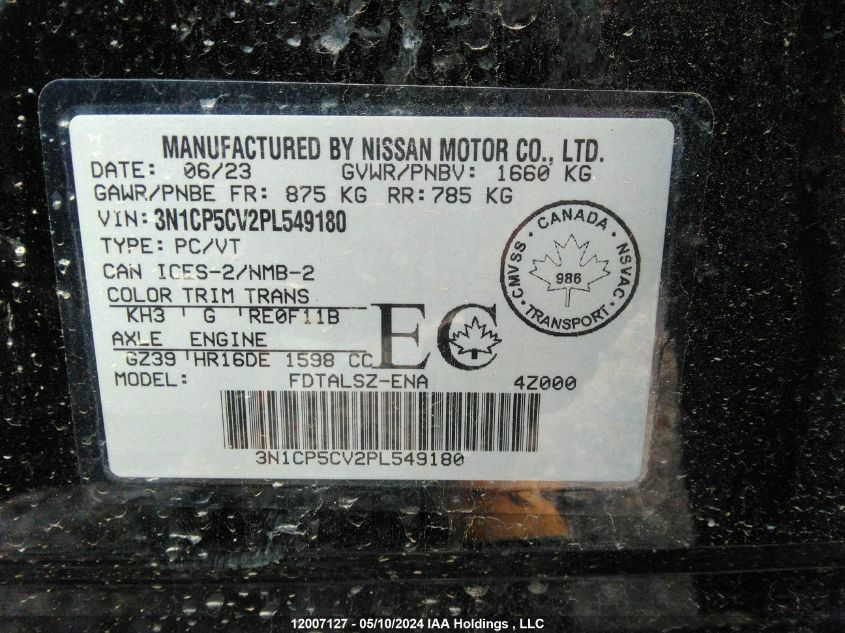 MANUFACTURED BY NISSAN MOTOR CO., LTD.
DATE: 06/23 GVWR/PNBV: 1660 KG
GAWR/PNBE FR: 875 KG RR:785 KG
VIN: 3N1CP5CV2PL549180
TYPE: PC/VT
CAN ICES-2/NMB-2
COLOR TRIM TRANS
KH3 ' G ' RE0F11B
AXLE ENGINE
GZ39 ' HR16DE 1598 CC
EC
CANADA
CMVSS 986 NSVAC
TRANSPORT
MODEL: FDTALSZ-ENA 4Z000
3N1CP5CV2PL549180
12007127 - 05/10/2024 IAA Holdings, LLC